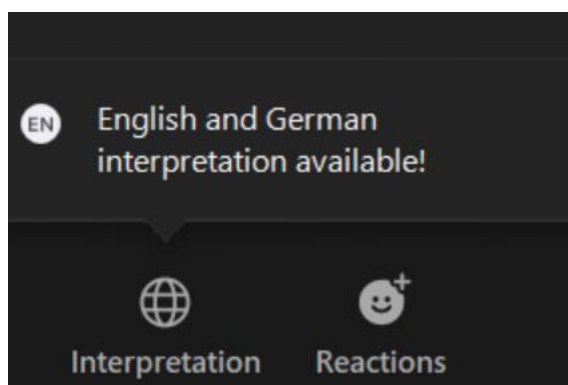 EN
English and German
interpretation available!
Interpretation
Reactions